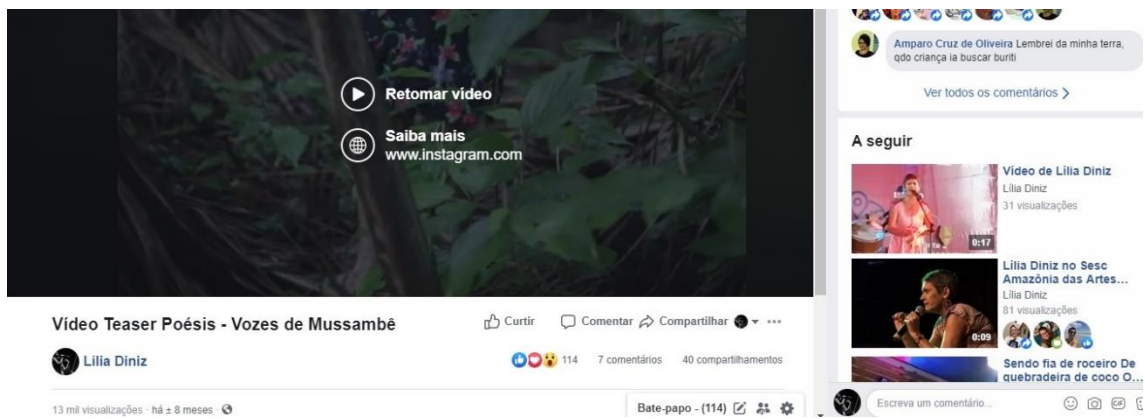 Retomar vídeo
Saiba mais
www.instagram.com
Vídeo Teaser Poésis - Vozes de Mussambê
Curtir Comentar Compartilhar
Lília Diniz
114 7 comentários 40 compartilhamentos
13 mil visualizações · há ± 8 meses ·
Bate-papo - (114)
Amparo Cruz de Oliveira Lembrei da minha terra,
qdo criança ia buscar buriti
Ver todos os comentários
A seguir
Vídeo de Lília Diniz
Lília Diniz
31 visualizações
0:17
Lília Diniz no Sesc
Amazônia das Artes...
Lília Diniz
81 visualizações
0:09
Sendo fia de roceiro De
quebradeira de coco O...
Escreva um comentário...
GIF